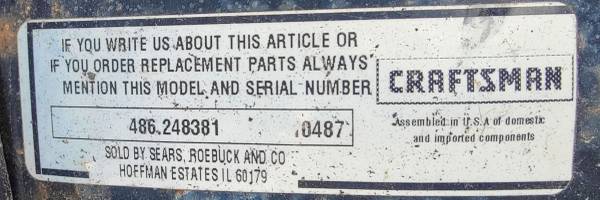 IF YOU WRITE US ABOUT THIS ARTICLE OR
IF YOU ORDER REPLACEMENT PARTS ALWAYS
MENTION THIS MODEL AND SERIAL NUMBER
486.248381 10487
SOLD BY SEARS, ROEBUCK AND CO
HOFFMAN ESTATES IL 60179
CRAFTSMAN
Assembled in U.S.A of domestic
and imported components